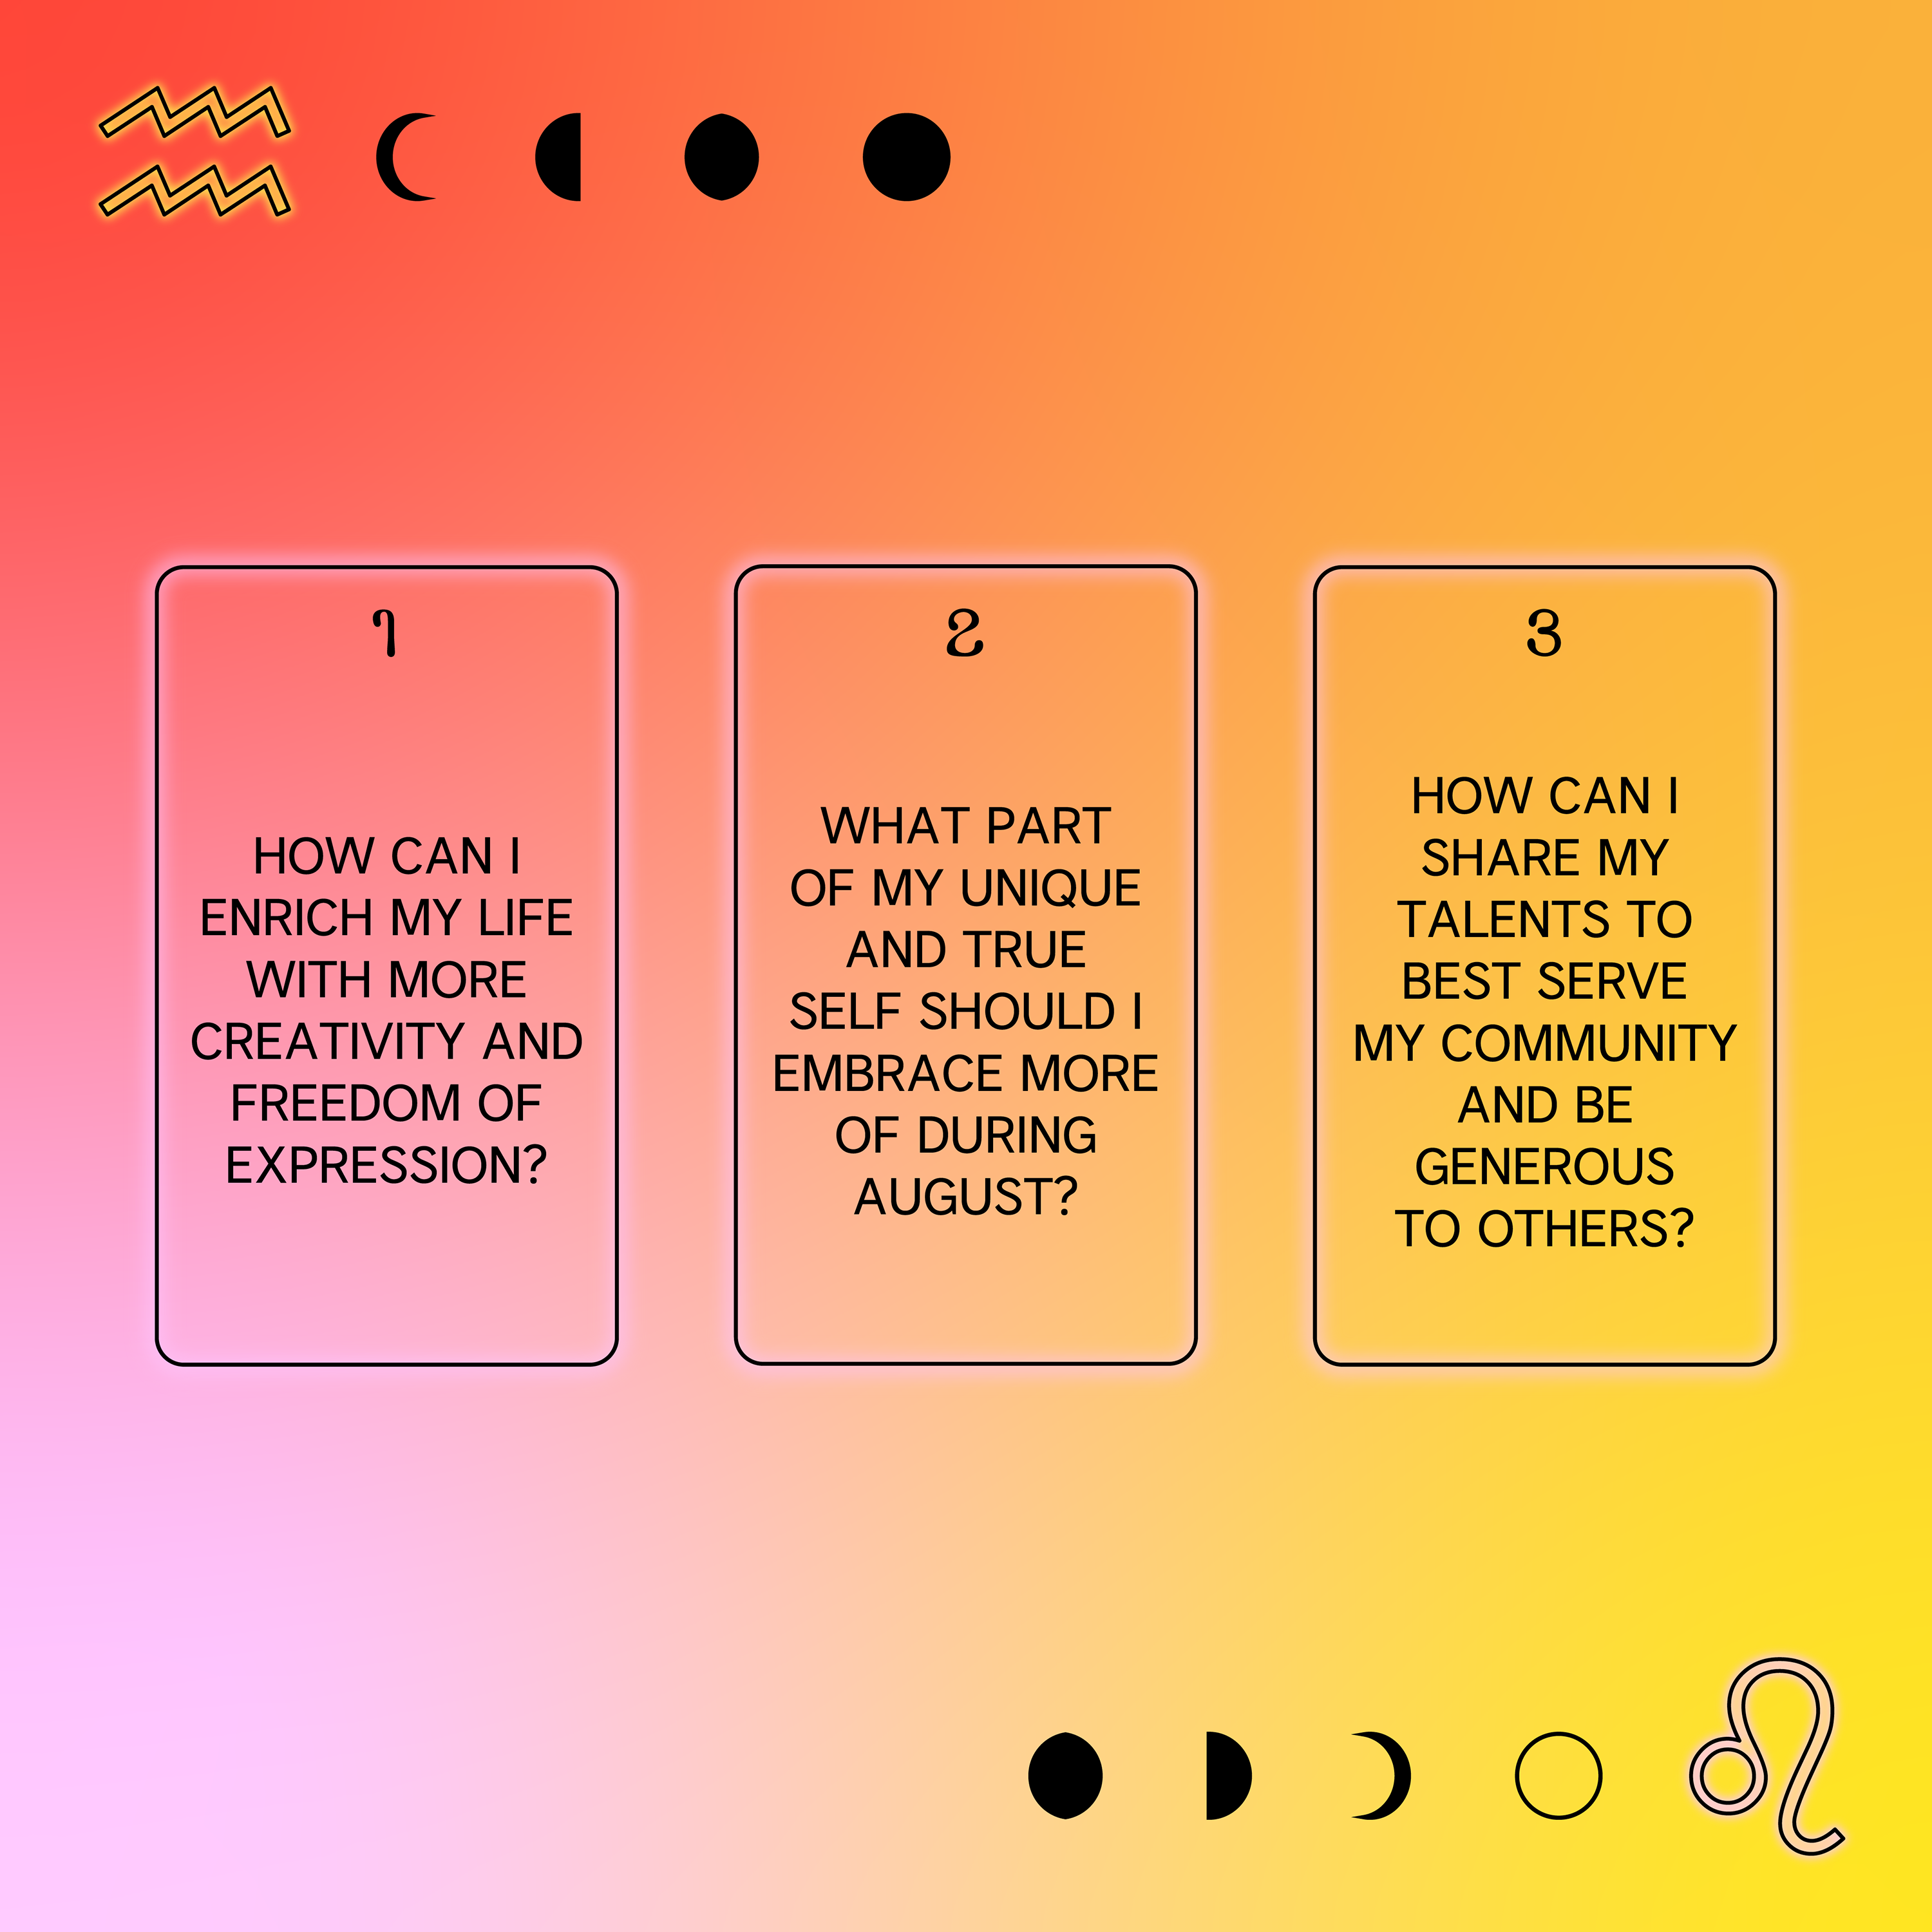 1
HOW CAN I
ENRICH MY LIFE
WITH MORE
CREATIVITY AND
FREEDOM OF
EXPRESSION?
2
WHAT PART
OF MY UNIQUE
AND TRUE
SELF SHOULD I
EMBRACE MORE
OF DURING
AUGUST?
3
HOW CAN I
SHARE MY
TALENTS TO
BEST SERVE
MY COMMUNITY
AND BE
GENEROUS
TO OTHERS?